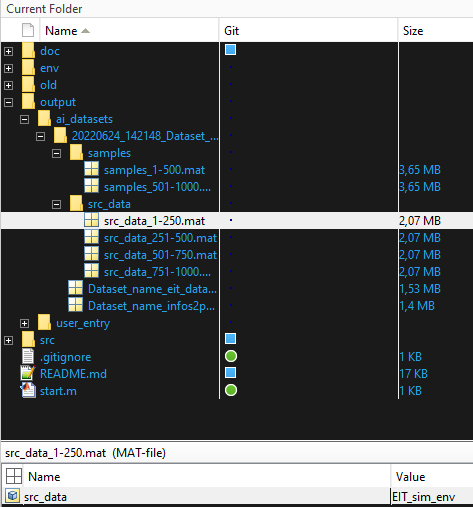 Current Folder
Name Git Size
doc
env
old
output
ai_datasets
20220624_142148_Dataset_...
samples
samples_1-500.mat 3,65 MB
samples_501-1000.... 3,65 MB
src_data
src_data_1-250.mat 2,07 MB
src_data_251-500.mat 2,07 MB
src_data_501-750.mat 2,07 MB
src_data_751-1000.... 2,07 MB
Dataset_name_eit_data... 1,53 MB
Dataset_name_infos2p... 1,4 MB
user_entry
src
.gitignore 1 KB
README.md 17 KB
start.m 1 KB
src_data_1-250.mat (MAT-file)
Name Value
src_data EIT_sim_env